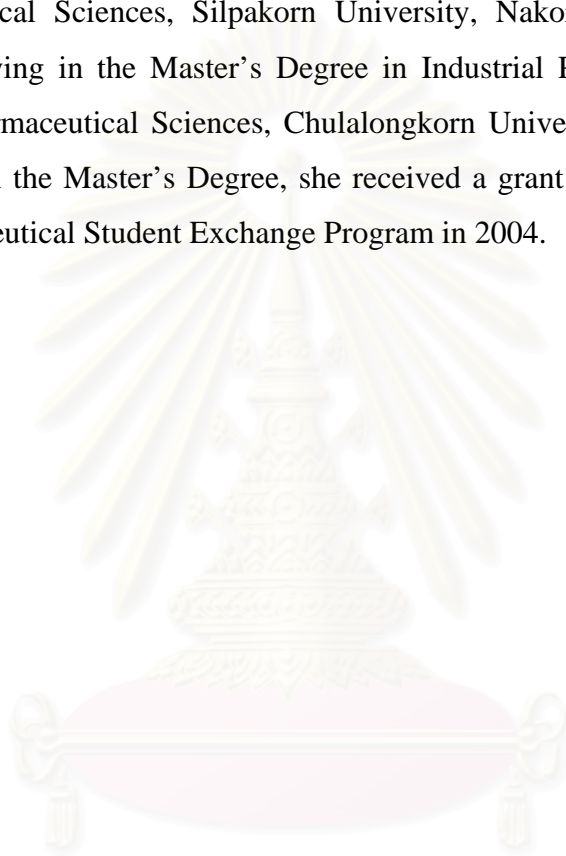 cal Sciences, Silpakorn University, Nako
ing in the Master’s Degree in Industrial
rmaceutical Sciences, Chulalongkorn Unive
the Master’s Degree, she received a grant
eutical Student Exchange Program in 2004.